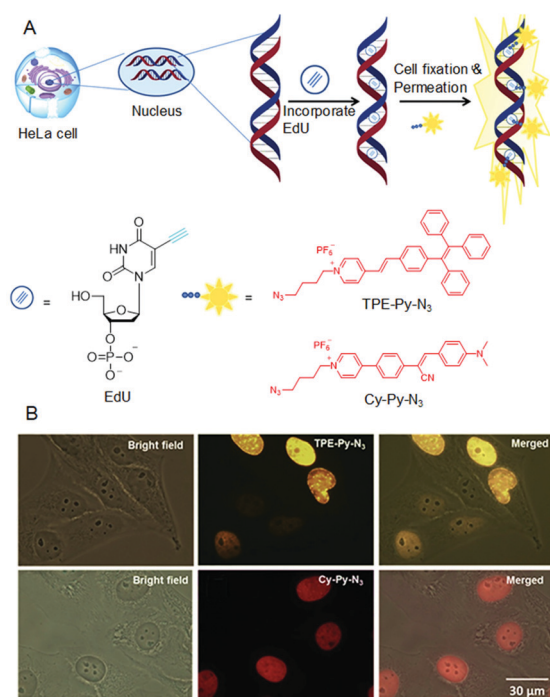 A
HeLa cell
Nucleus
Incorporate
EdU
Cell fixation &
Permeation
=
O
HN
O
N
HO
O
O
O=P−O⁻
O⁻
EdU
=
PF₆⁻
N⁺
N₃
TPE-Py-N₃
PF₆⁻
N⁺
N₃
CN
N
Cy-Py-N₃
B
Bright field
TPE-Py-N₃
Merged
Bright field
Cy-Py-N₃
Merged
30 µm